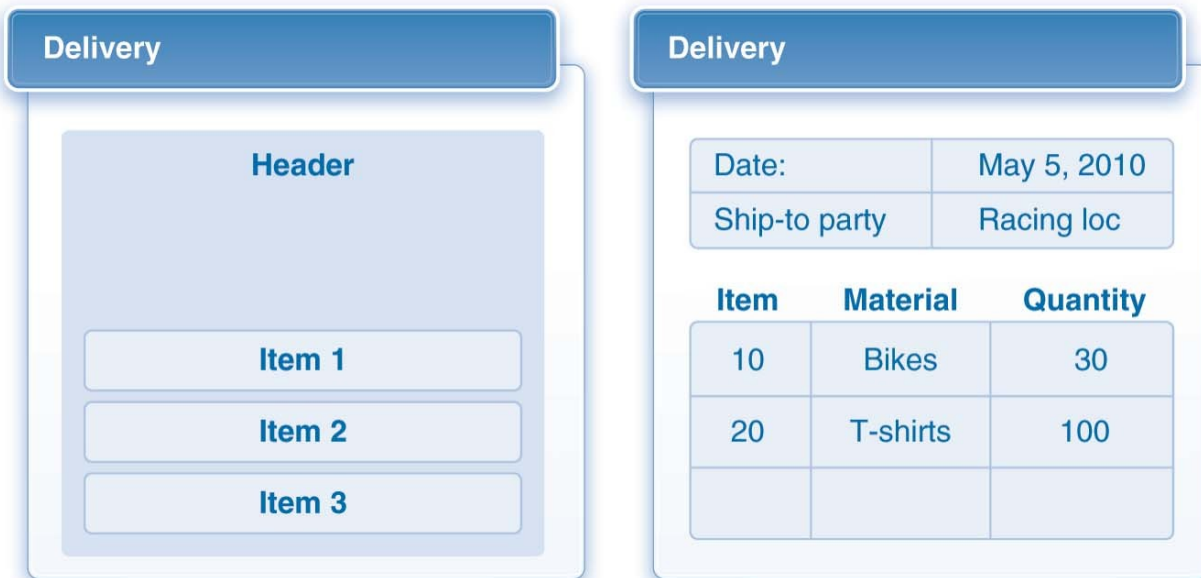 Delivery
Header
Item 1
Item 2
Item 3
Delivery
Date: May 5, 2010
Ship-to party Racing loc
Item Material Quantity
10 Bikes 30
20 T-shirts 100